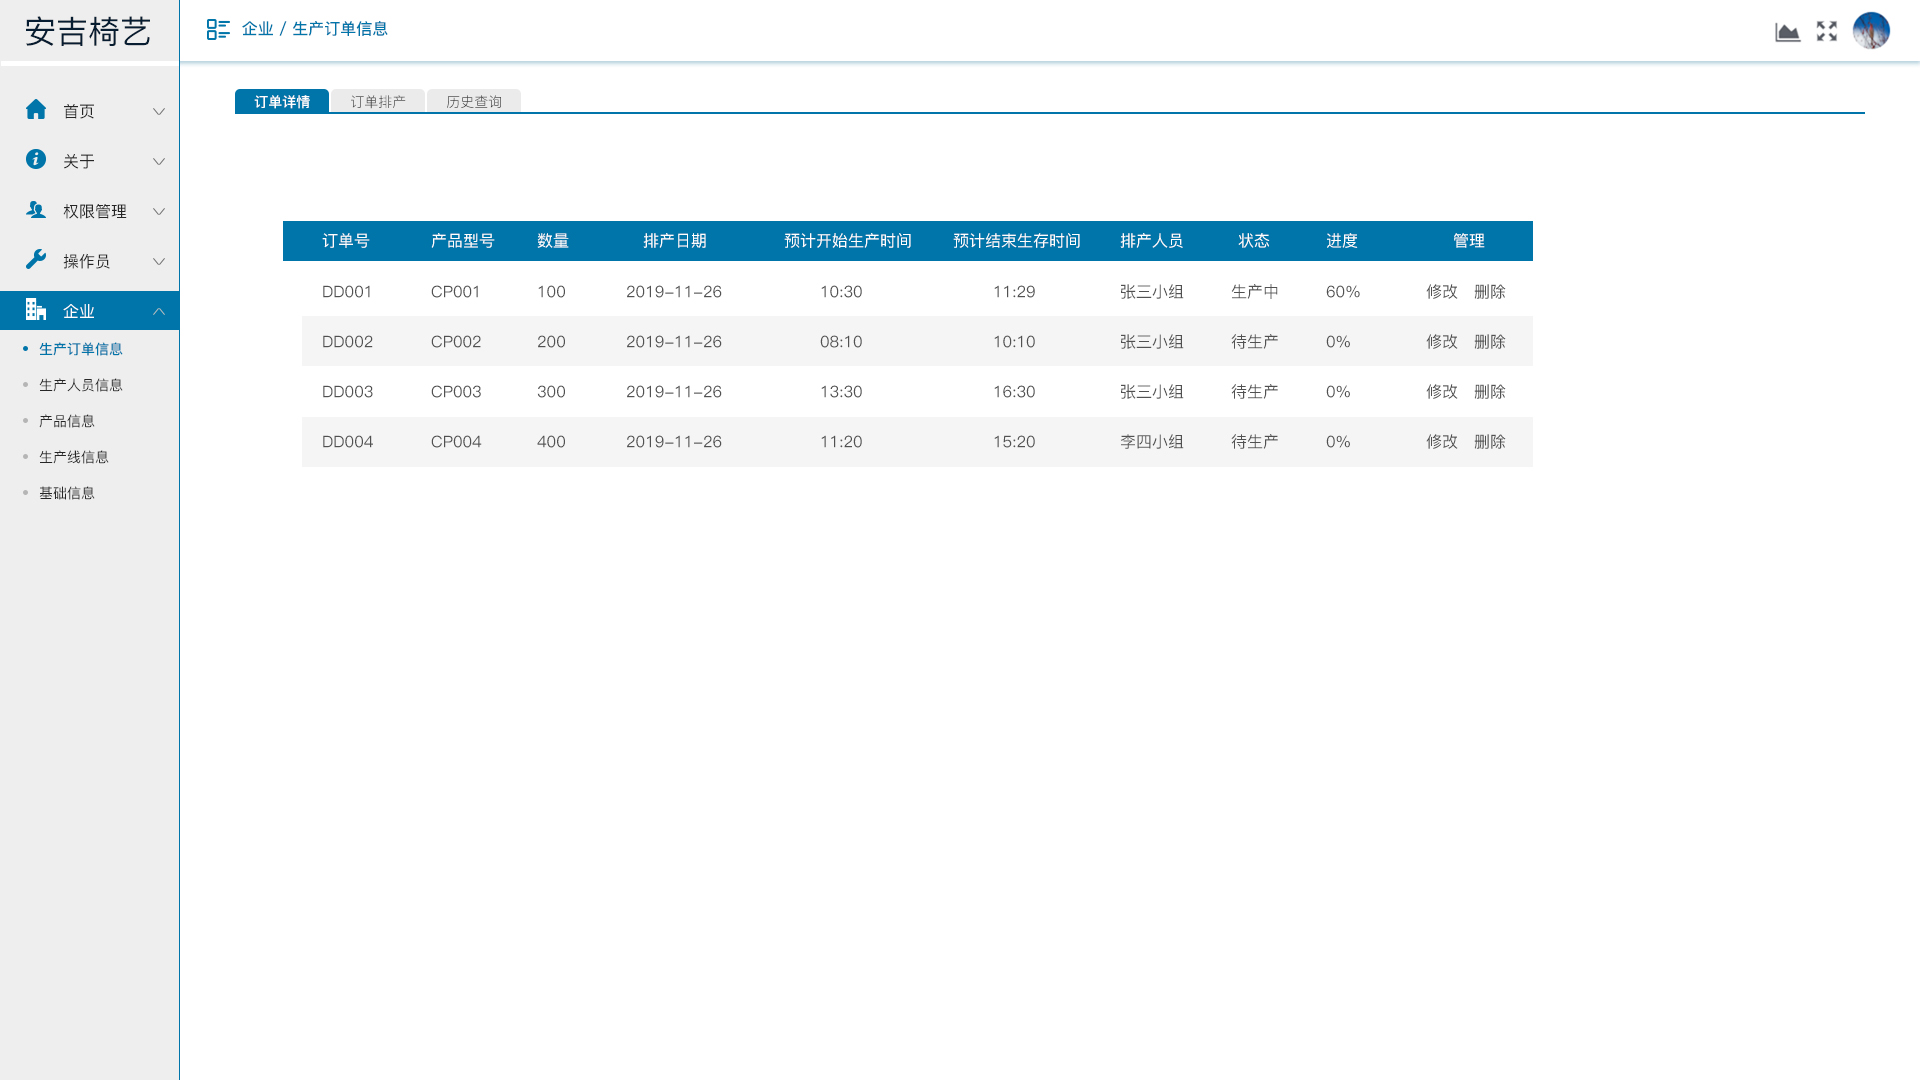 安吉椅艺
企业 / 生产订单信息
首页
关于
权限管理
操作员
企业
生产订单信息
生产人员信息
产品信息
生产线信息
基础信息
订单详情 订单排产 历史查询
订单号 产品型号 数量 排产日期 预计开始生产时间 预计结束生存时间 排产人员 状态 进度 管理
DD001 CP001 100 2019-11-26 10:30 11:29 张三小组 生产中 60% 修改 删除
DD002 CP002 200 2019-11-26 08:10 10:10 张三小组 待生产 0% 修改 删除
DD003 CP003 300 2019-11-26 13:30 16:30 张三小组 待生产 0% 修改 删除
DD004 CP004 400 2019-11-26 11:20 15:20 李四小组 待生产 0% 修改 删除